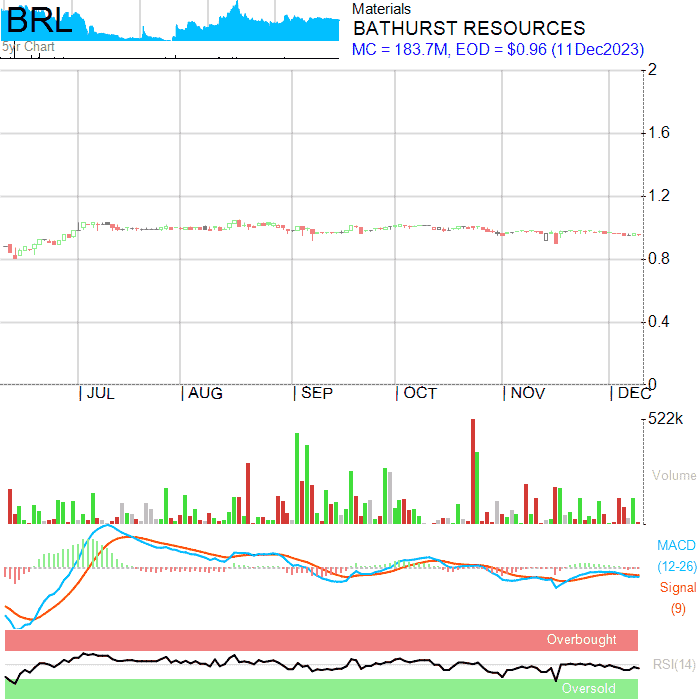 BRL
5yr Chart
Materials
BATHURST RESOURCES
MC = 183.7M, EOD = $0.96 (11Dec2023)
2
1.6
1.2
0.8
0.4
0
JUL AUG SEP OCT NOV DEC
522k
Volume
MACD
(12-26)
Signal
(9)
Overbought
RSI(14)
Oversold